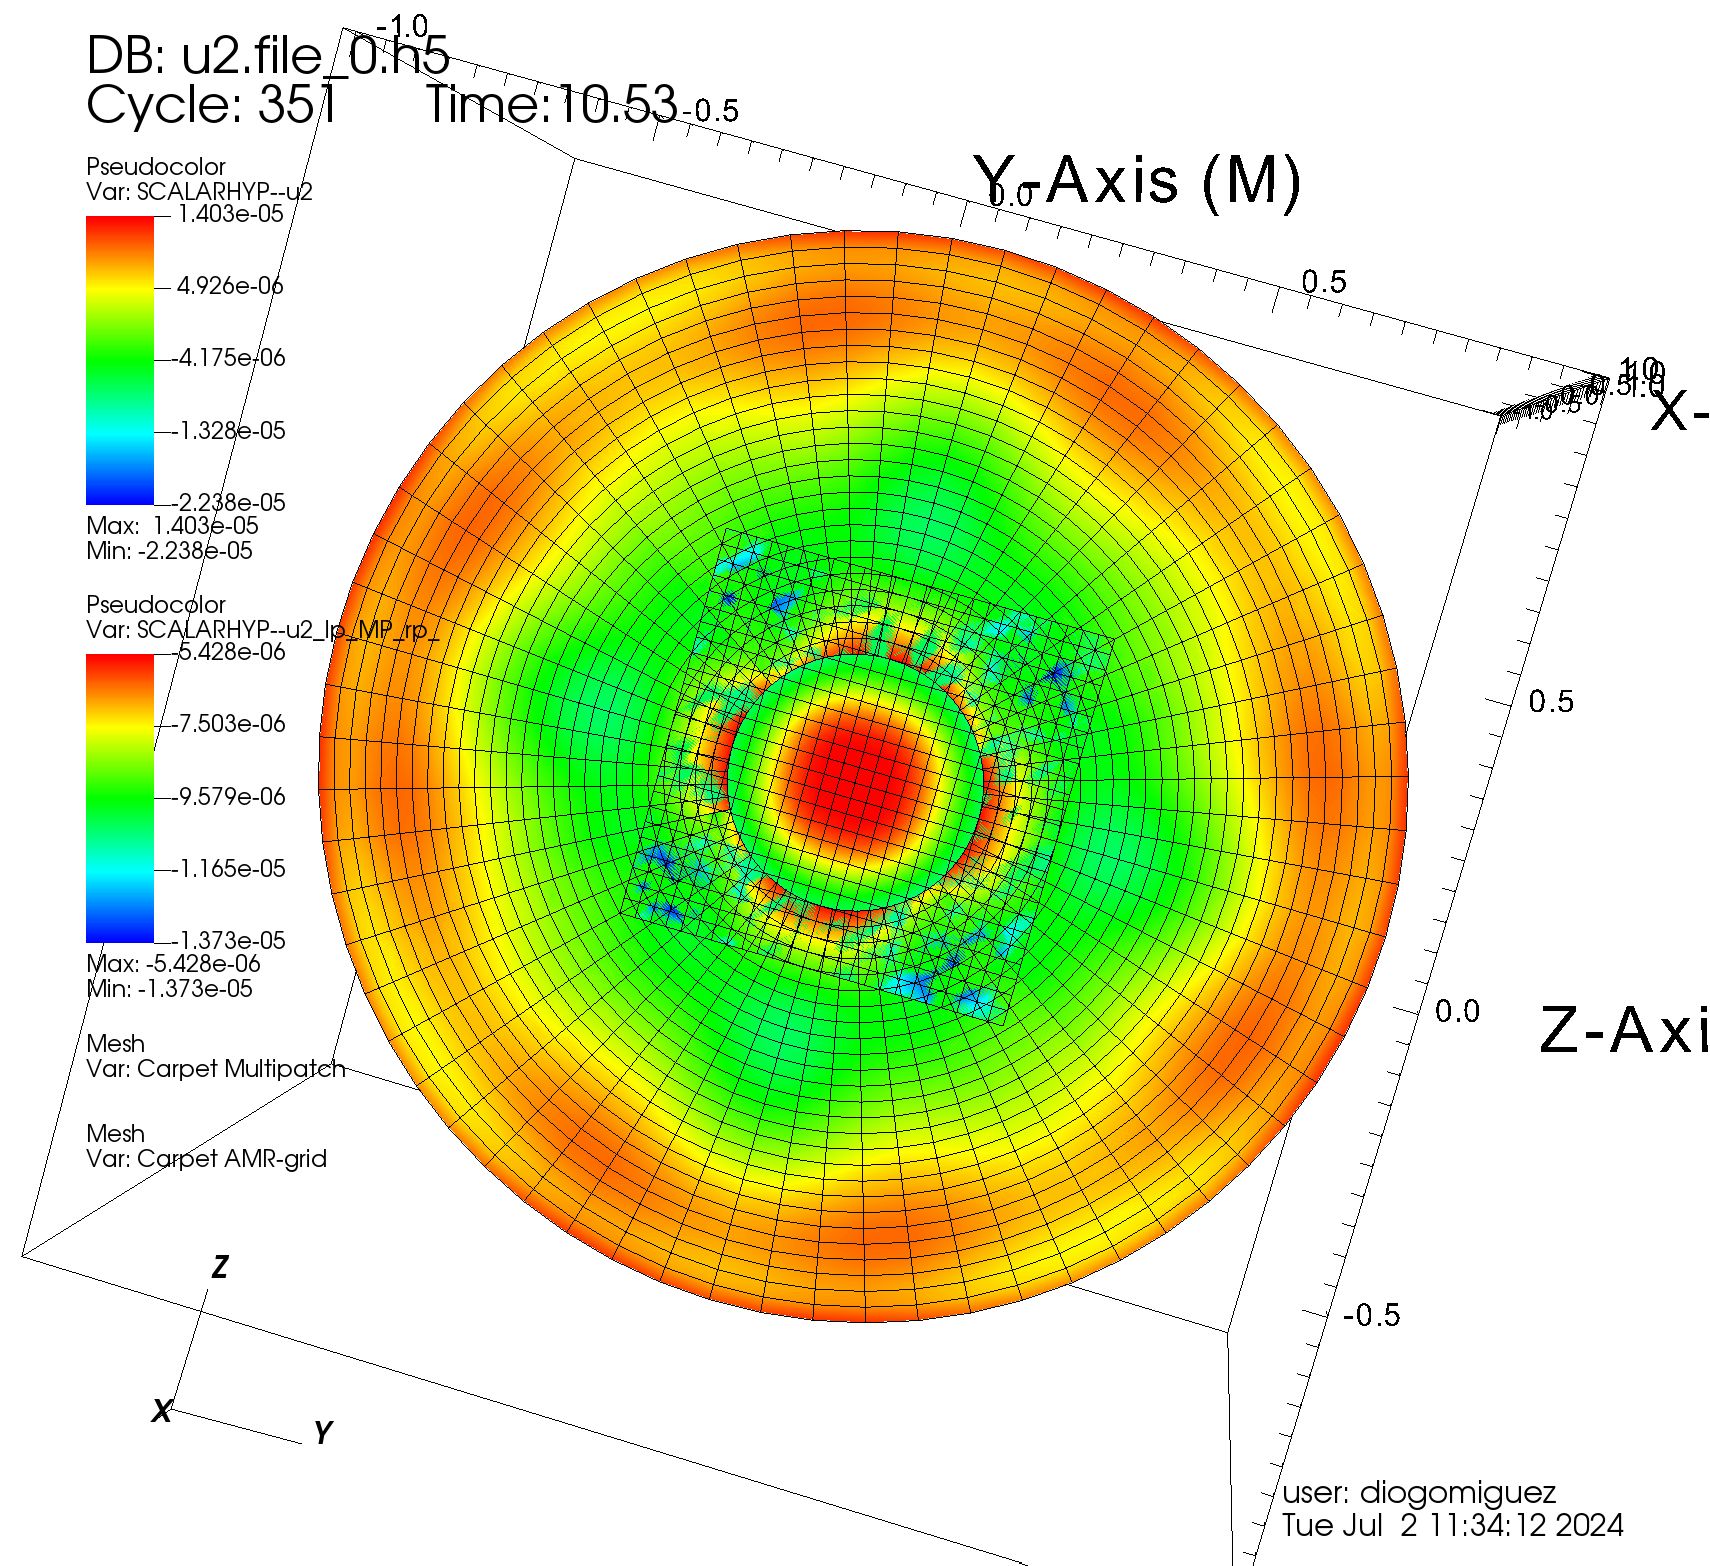 DB: u2.file_0.h5
Cycle: 351 Time:10.53
Pseudocolor
Var: SCALARHYP--u2
1.403e-05
4.926e-06
-4.175e-06
-1.328e-05
-2.238e-05
Max: 1.403e-05
Min: -2.238e-05
Pseudocolor
Var: SCALARHYP--u2_lp_MP_rp_
-5.428e-06
-7.503e-06
-9.579e-06
-1.165e-05
-1.373e-05
Max: -5.428e-06
Min: -1.373e-05
Mesh
Var: Carpet Multipatch
Mesh
Var: Carpet AMR-grid
-1.0
-0.5
0.0
Y-Axis (M)
0.5
1.0
X-
0.5
0.0
Z-Axi
-0.5
Z
X
Y
user: diogomiguez
Tue Jul 2 11:34:12 2024